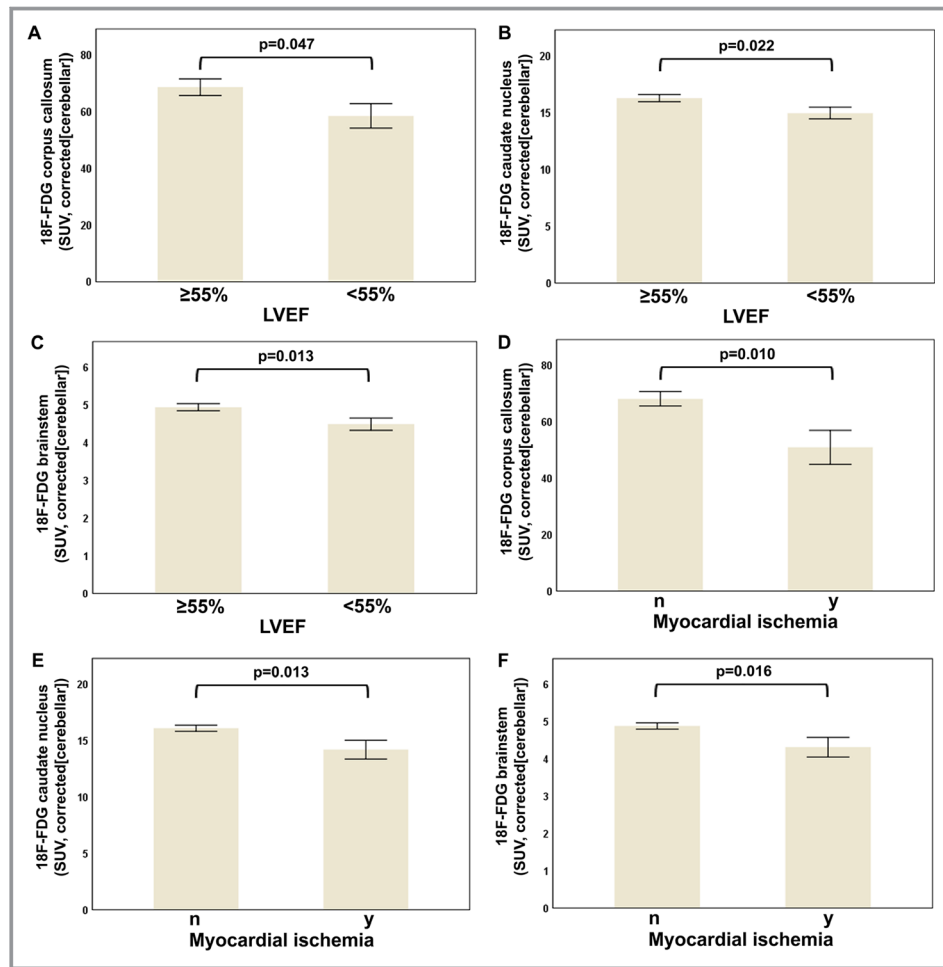 A
p=0.047
18F-FDG corpus callosum
(SUV, corrected[cerebellar])
80
60
40
20
0
≥55% <55%
LVEF
B
p=0.022
18F-FDG caudate nucleus
(SUV, corrected[cerebellar])
20
15
10
5
0
≥55% <55%
LVEF
C
p=0.013
18F-FDG brainstem
(SUV, corrected[cerebellar])
6
5
4
3
2
1
0
≥55% <55%
LVEF
D
p=0.010
18F-FDG corpus callosum
(SUV, corrected[cerebellar])
80
60
40
20
0
n y
Myocardial ischemia
E
p=0.013
18F-FDG caudate nucleus
(SUV, corrected[cerebellar])
20
15
10
5
0
n y
Myocardial ischemia
F
p=0.016
18F-FDG brainstem
(SUV, corrected[cerebellar])
6
5
4
3
2
1
0
n y
Myocardial ischemia